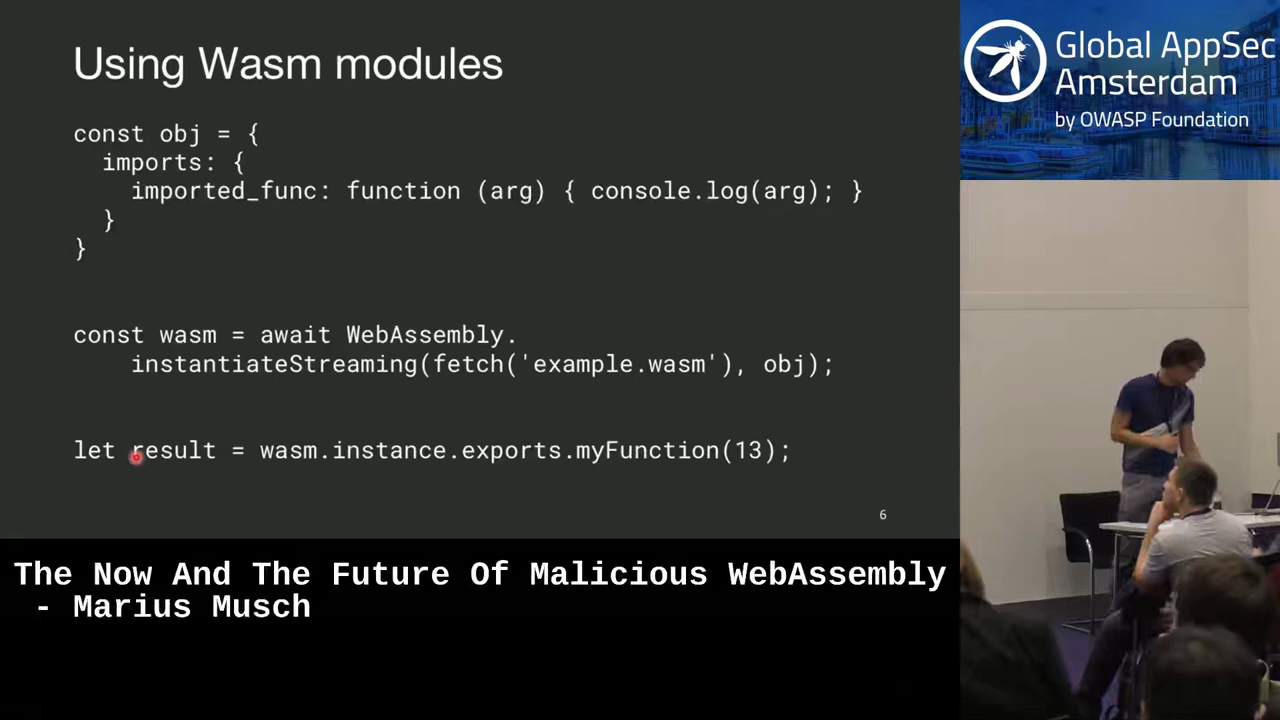 Using Wasm modules
const obj = {
imports: {
imported_func: function (arg) { console.log(arg); }
}
}
const wasm = await WebAssembly.
instantiateStreaming(fetch('example.wasm'), obj);
let result = wasm.instance.exports.myFunction(13);
6
The Now And The Future Of Malicious WebAssembly
- Marius Musch
Global AppSec
Amsterdam
by OWASP Foundation